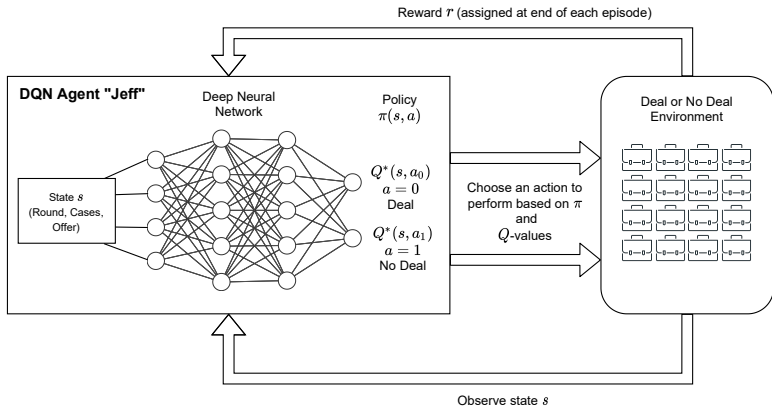 Reward r (assigned at end of each episode)
DQN Agent "Jeff"
Deep Neural
Network
Policy
π(s, a)
State s
(Round, Cases,
Offer)
Q*(s, a₀)
a = 0
Deal
Q*(s, a₁)
a = 1
No Deal
Choose an action to
perform based on π
and
Q-values
Deal or No Deal
Environment
Observe state s